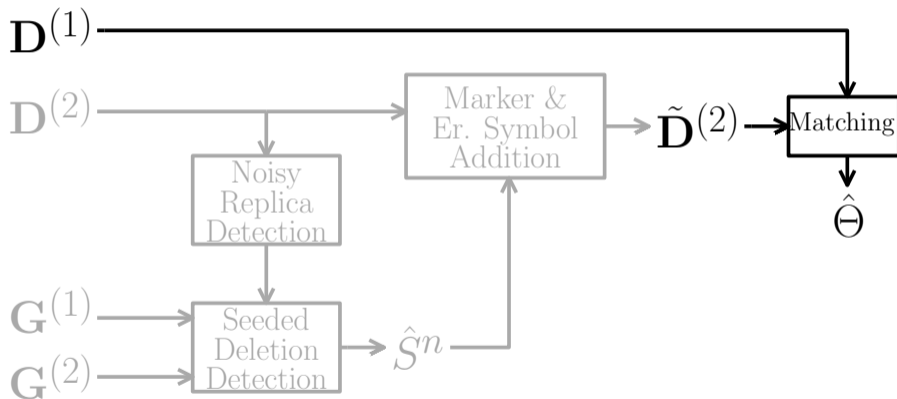 D(1)
D(2)
Marker &
Er. Symbol
Addition
D̃(2)
Matching
Noisy
Replica
Detection
Θ̂
G(1)
Seeded
Deletion
Detection
Ŝn
G(2)